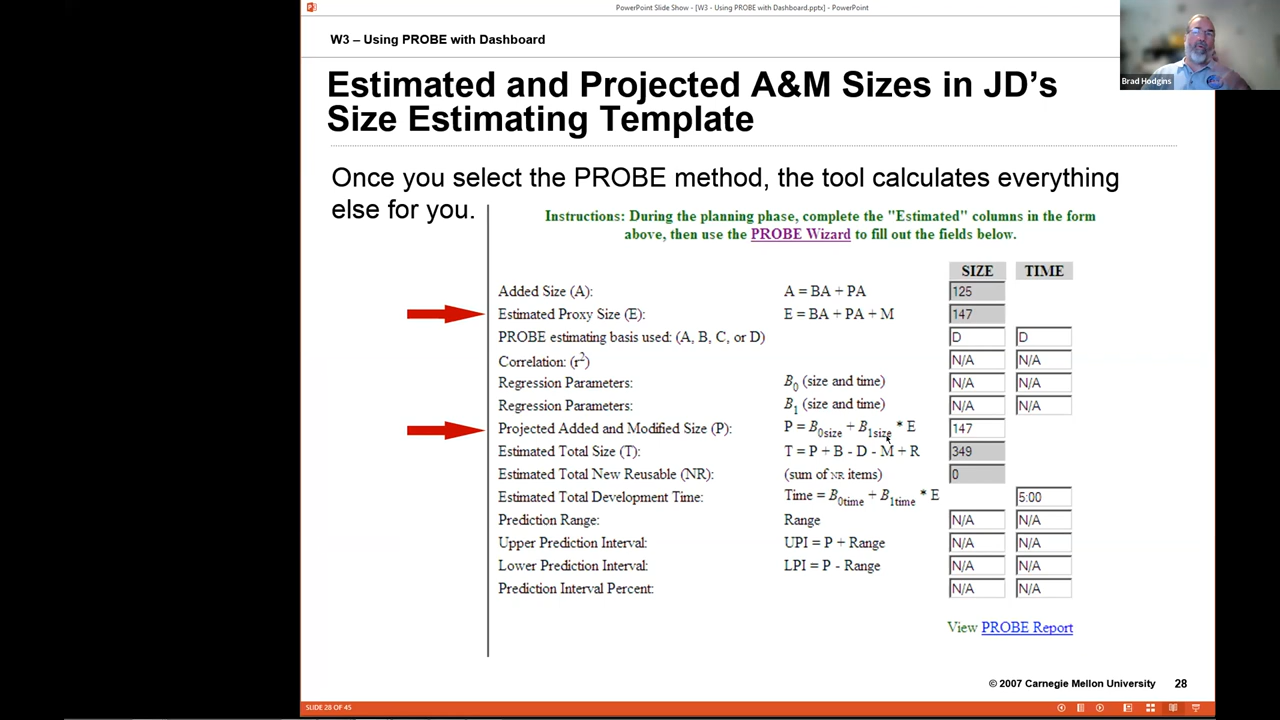 PowerPoint Slide Show - [W3 - Using PROBE with Dashboard.pptx] - PowerPoint
W3 – Using PROBE with Dashboard
Brad Hodgins
Estimated and Projected A&M Sizes in JD's
Size Estimating Template
Once you select the PROBE method, the tool calculates everything
else for you.
Instructions: During the planning phase, complete the "Estimated" columns in the form
above, then use the PROBE Wizard to fill out the fields below.
SIZE TIME
Added Size (A): A = BA + PA 125
Estimated Proxy Size (E): E = BA + PA + M 147
PROBE estimating basis used: (A, B, C, or D) D D
Correlation: (r2) N/A N/A
Regression Parameters: B0 (size and time) N/A N/A
Regression Parameters: B1 (size and time) N/A N/A
Projected Added and Modified Size (P): P = B0size + B1size * E 147
Estimated Total Size (T): T = P + B - D - M + R 349
Estimated Total New Reusable (NR): (sum of NR items) 0
Estimated Total Development Time: Time = B0time + B1time * E 5:00
Prediction Range: Range N/A N/A
Upper Prediction Interval: UPI = P + Range N/A N/A
Lower Prediction Interval: LPI = P - Range N/A N/A
Prediction Interval Percent: N/A N/A
View PROBE Report
© 2007 Carnegie Mellon University 28
SLIDE 28 OF 45